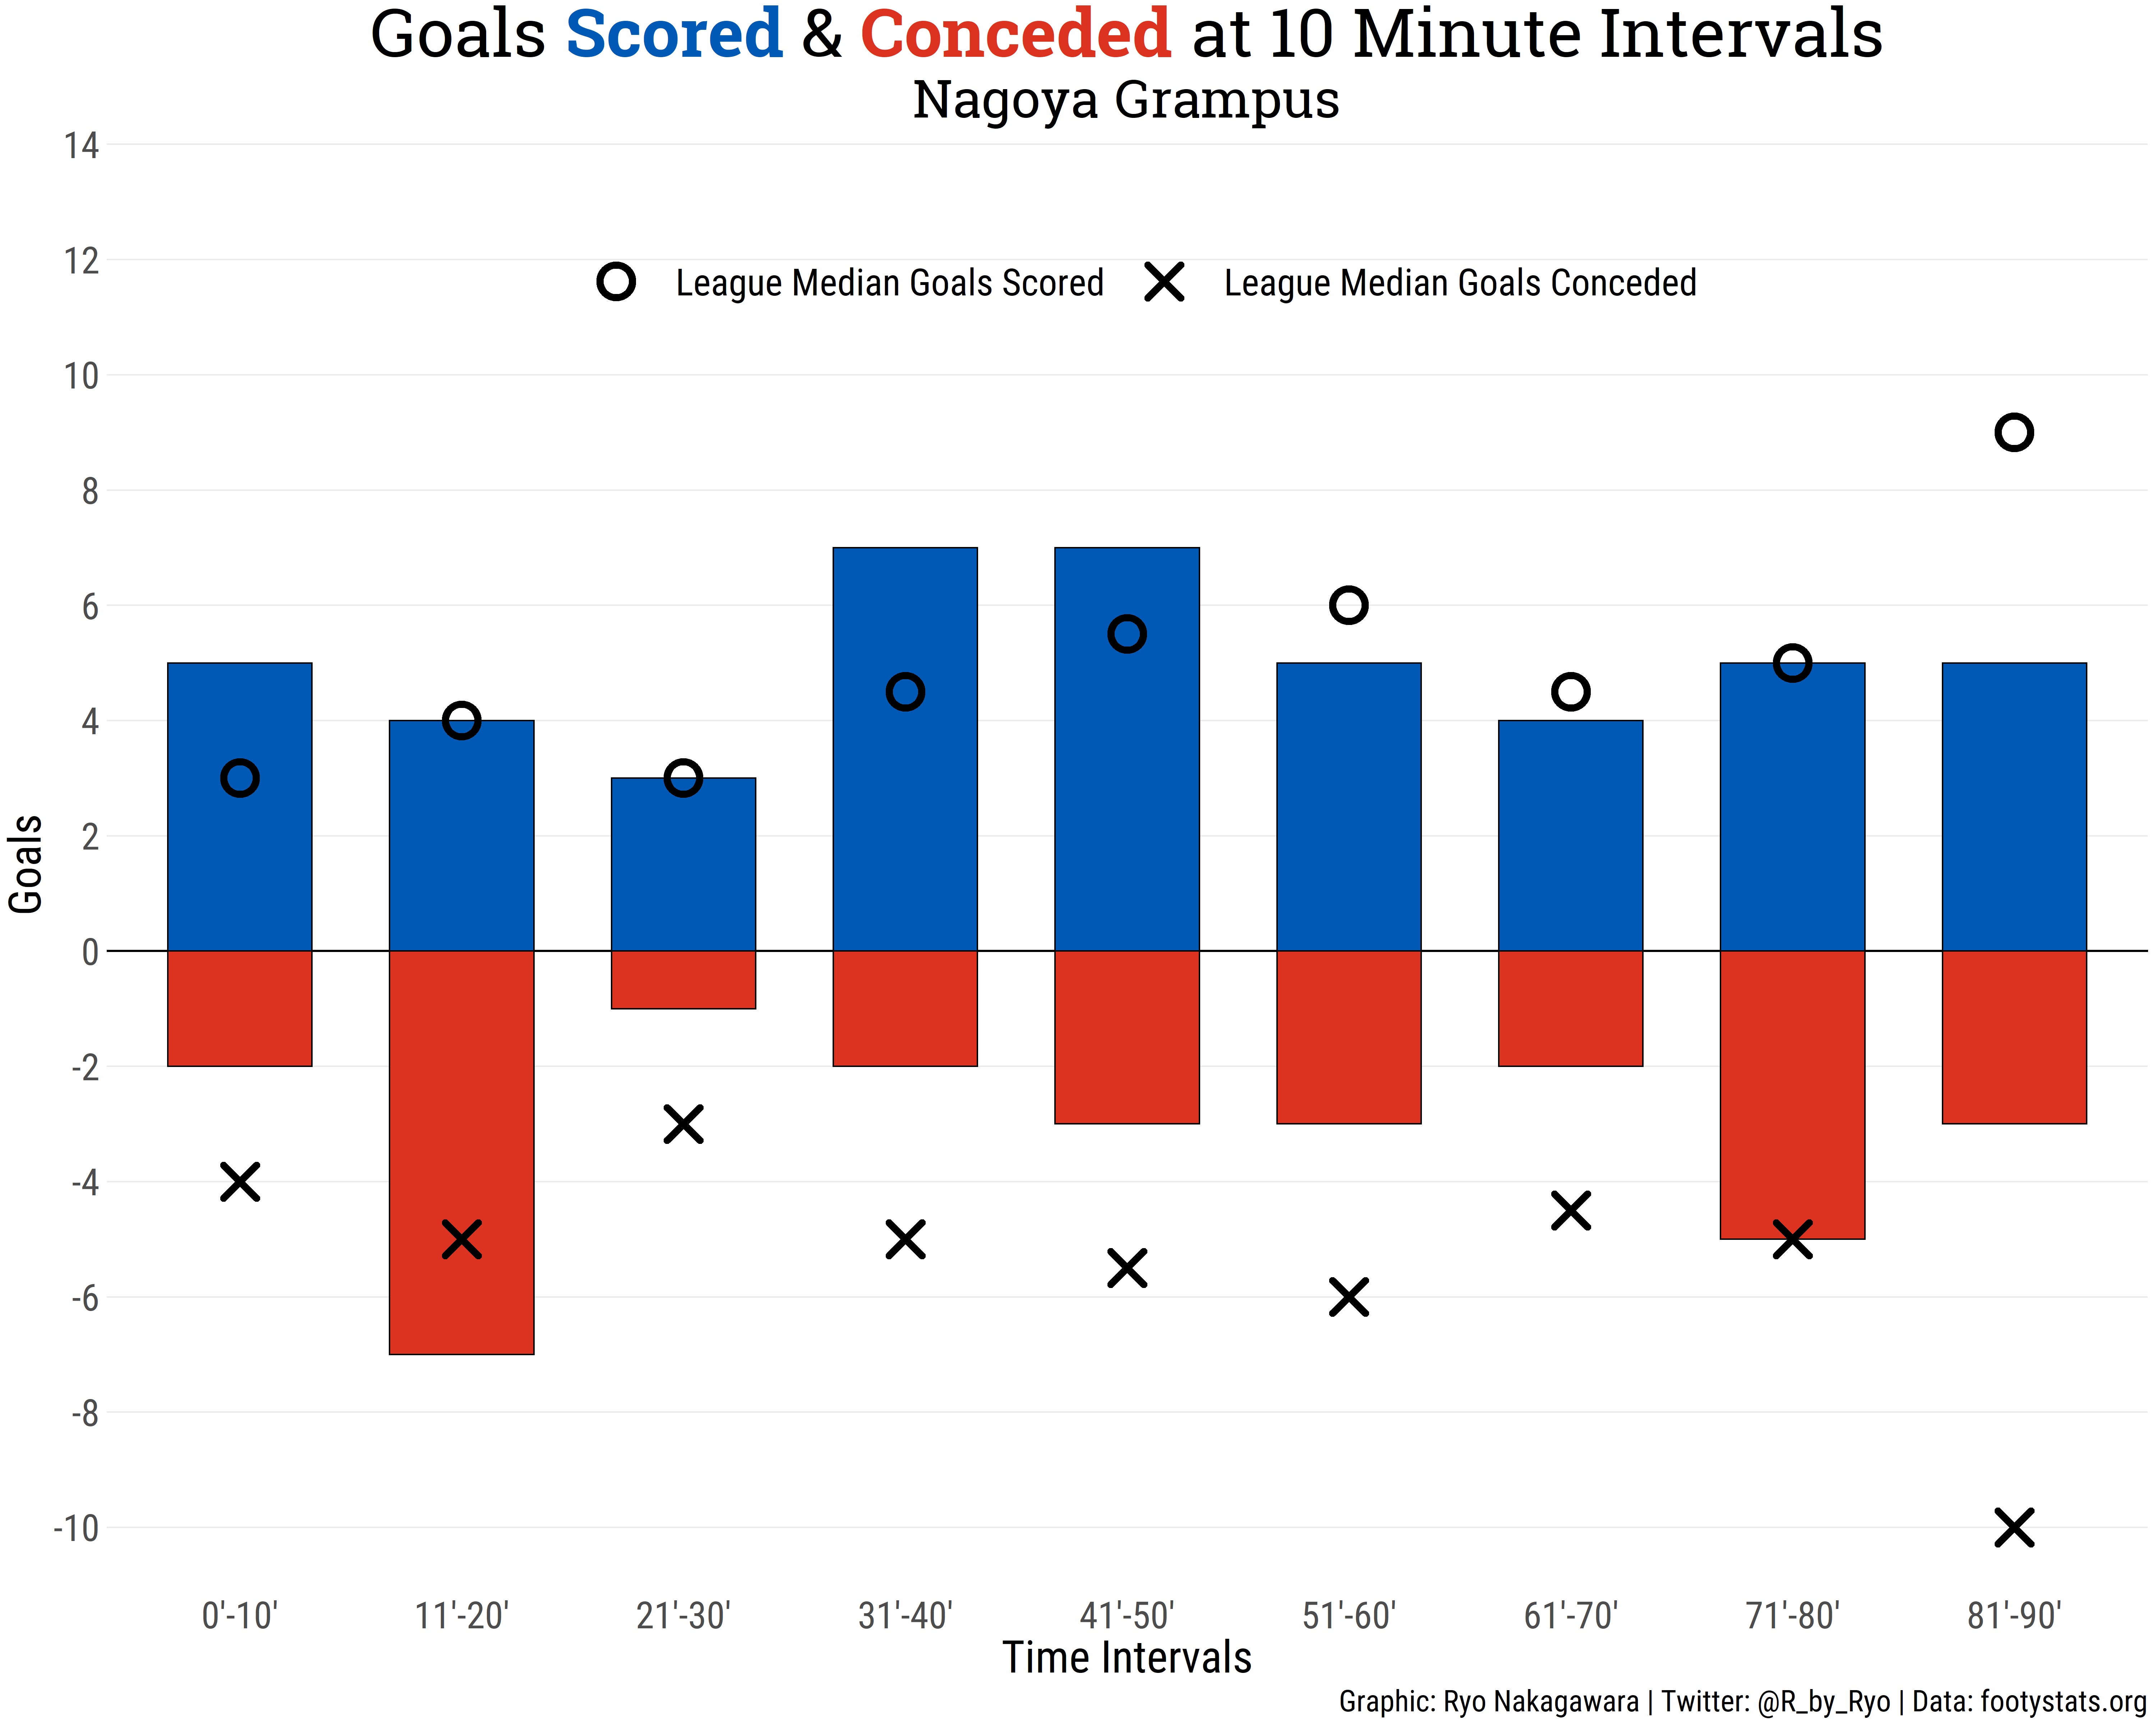 Goals Scored & Conceded at 10 Minute Intervals
Nagoya Grampus
14
12
League Median Goals Scored League Median Goals Conceded
10
8
6
4
2
Goals
0
-2
-4
-6
-8
-10
0'-10' 11'-20' 21'-30' 31'-40' 41'-50' 51'-60' 61'-70' 71'-80' 81'-90'
Time Intervals
Graphic: Ryo Nakagawara | Twitter: @R_by_Ryo | Data: footystats.org